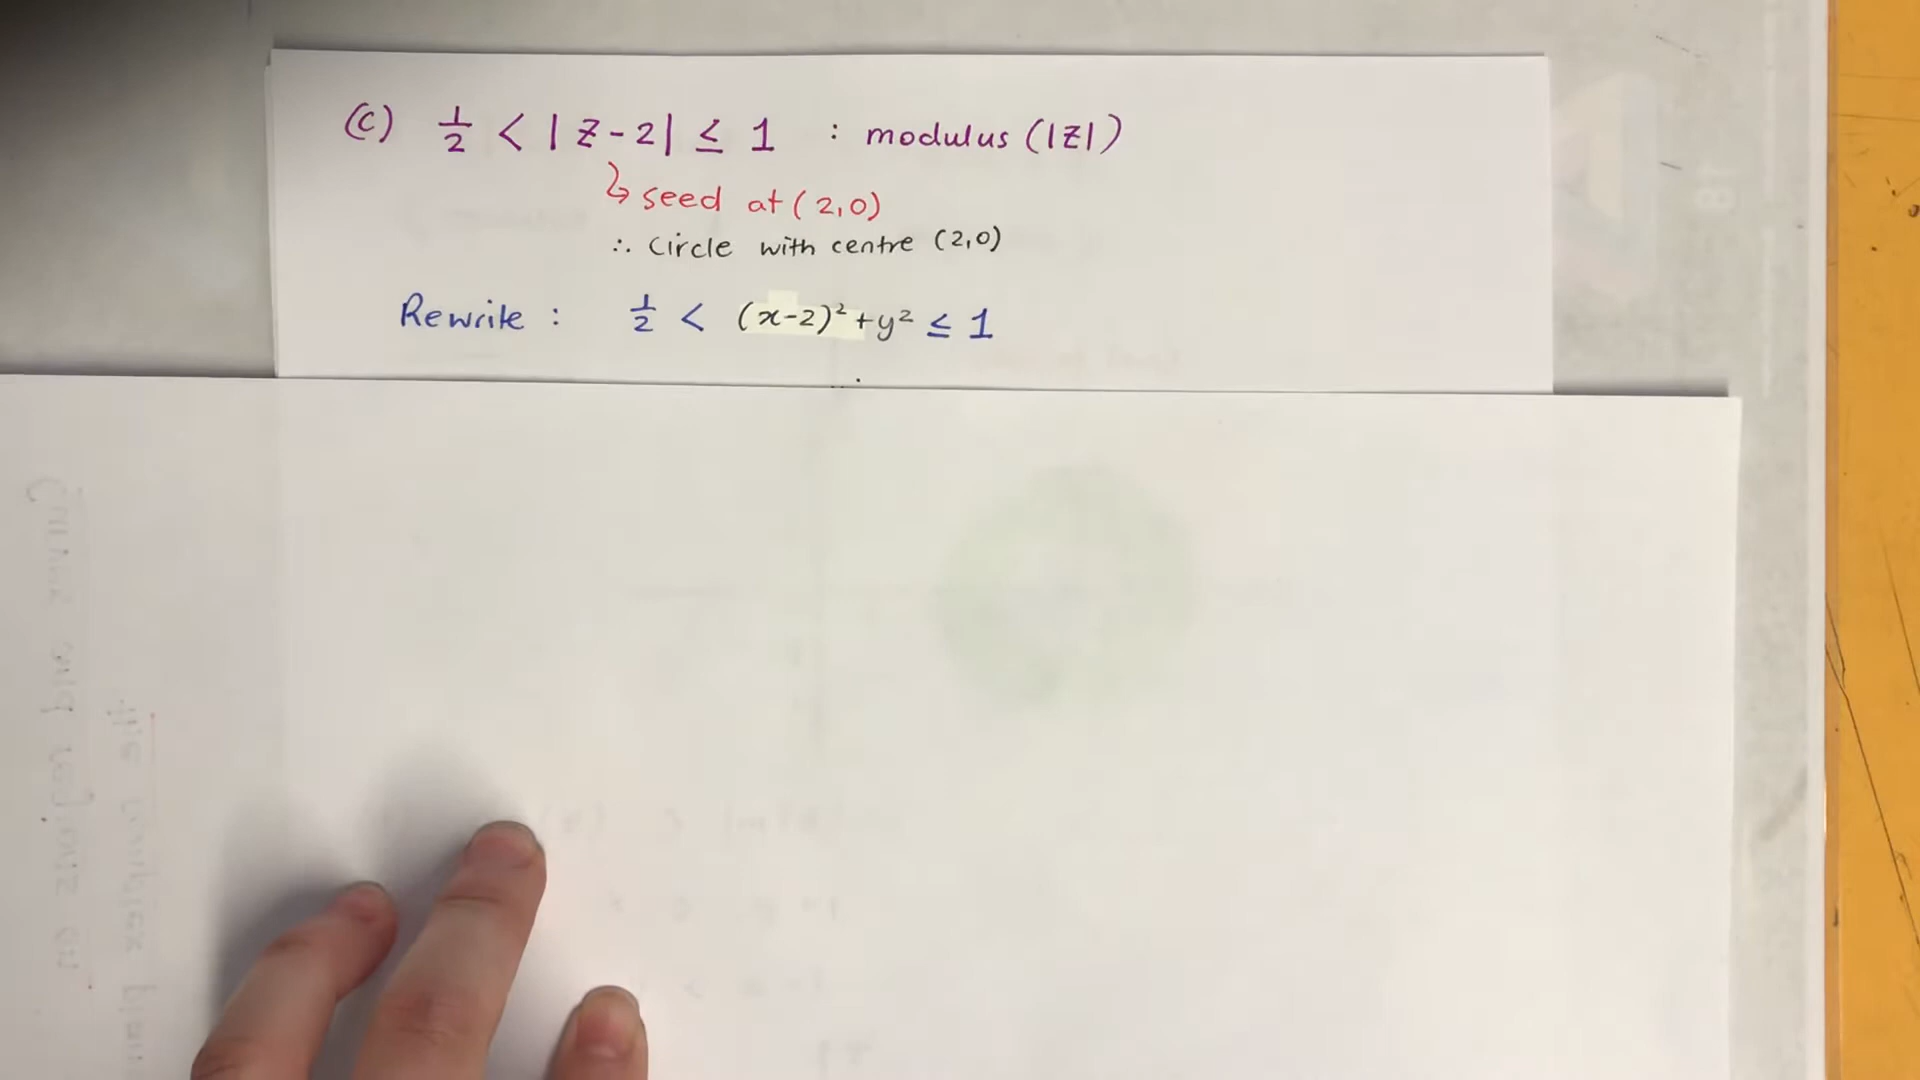 (c) 1/2 < |z-2| ≤ 1 : modulus (|z|)
↳ seed at (2,0)
∴ Circle with centre (2,0)
Rewrite : 1/2 < (x-2)² + y² ≤ 1